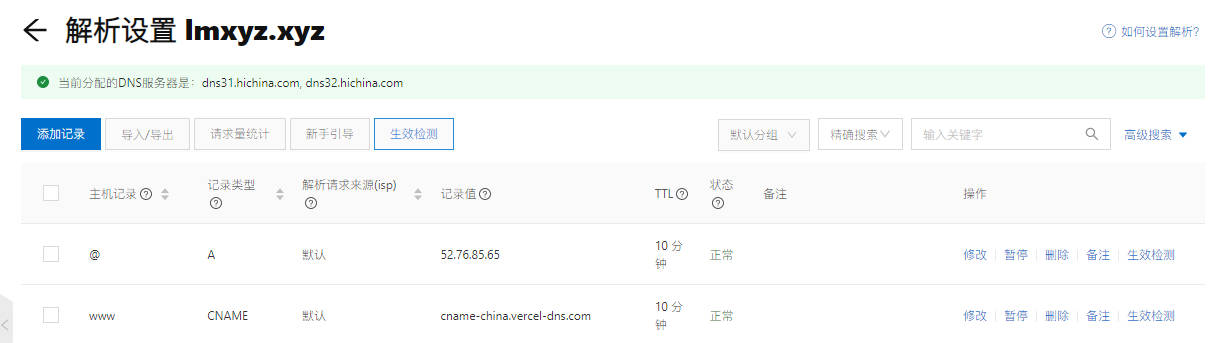 解析设置 lmxyz.xyz
如何设置解析?
当前分配的DNS服务器是: dns31.hichina.com, dns32.hichina.com
添加记录 导入/导出 请求量统计 新手引导 生效检测 默认分组 精确搜索 输入关键字 高级搜索
主机记录 记录类型 解析请求来源(isp) 记录值 TTL 状态 备注 操作
@ A 默认 52.76.85.65 10 分钟 正常 修改 暂停 删除 备注 生效检测
www CNAME 默认 cname-china.vercel-dns.com 10 分钟 正常 修改 暂停 删除 备注 生效检测